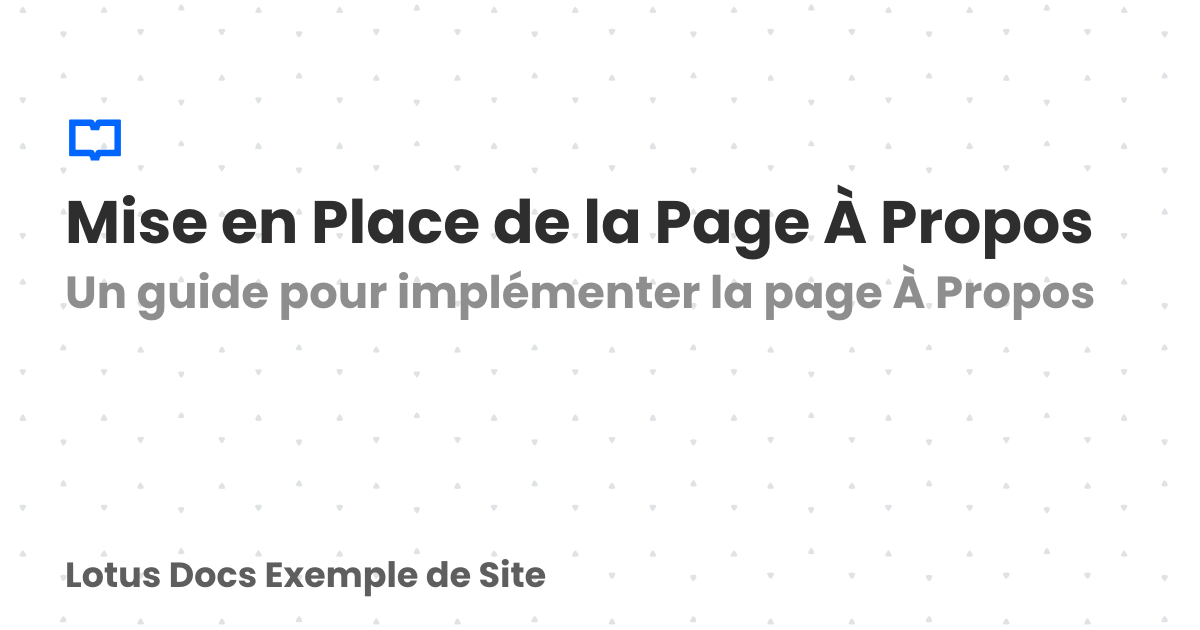 Mise en Place de la Page À Propos
Un guide pour implémenter la page À Propos
Lotus Docs Exemple de Site